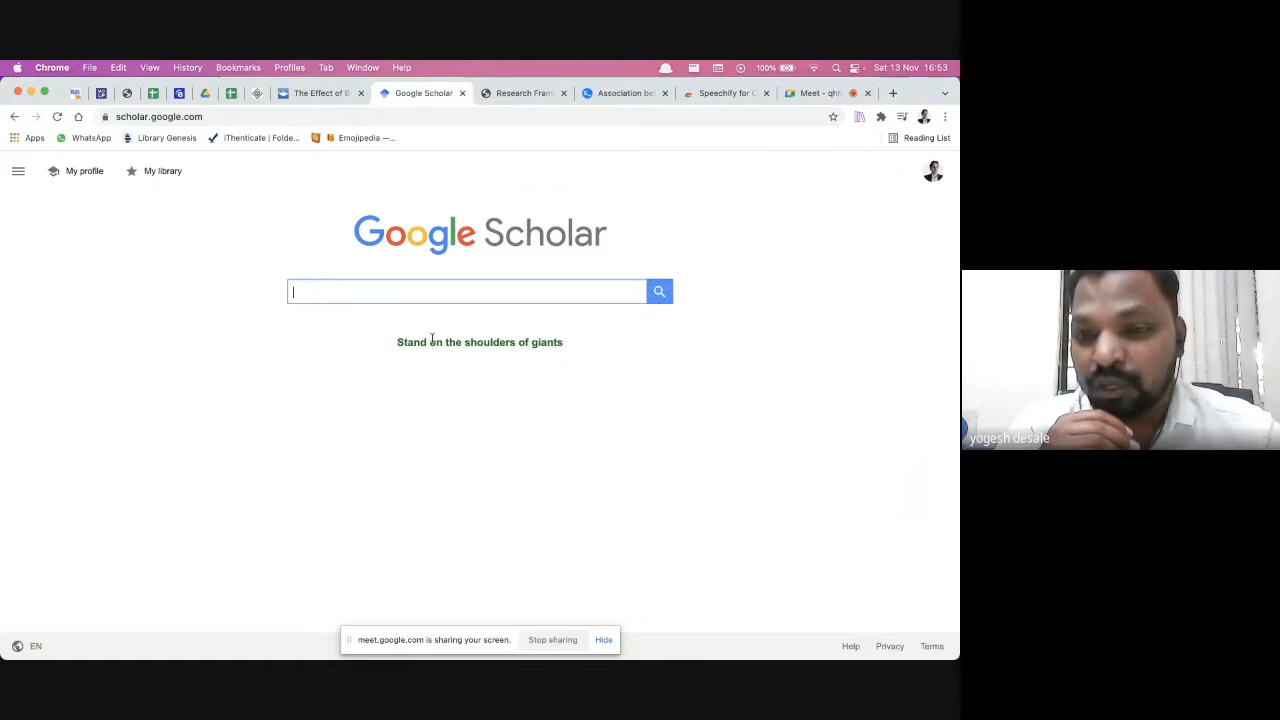 Chrome File Edit View History Bookmarks Profiles Tab Window Help 100% Sat 13 Nov 16:53
The Effect of B Google Scholar Research Fram Association be Speechify for C Meet - qhh
scholar.google.com
Apps WhatsApp Library Genesis iThenticate | Folde... Emojipedia —... Reading List
My profile My library
Google Scholar
Stand on the shoulders of giants
yogesh desale
meet.google.com is sharing your screen. Stop sharing Hide
EN Help Privacy Terms